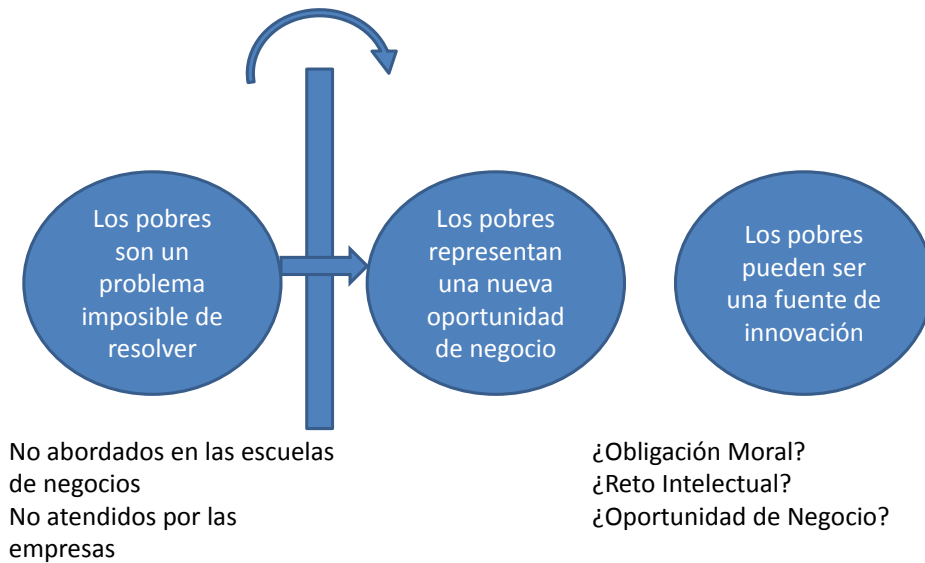 Los pobres
son un
problema
imposible de
resolver
Los pobres
representan
una nueva
oportunidad
de negocio
Los pobres
pueden ser
una fuente de
innovación
No abordados en las escuelas
de negocios
No atendidos por las
empresas
¿Obligación Moral?
¿Reto Intelectual?
¿Oportunidad de Negocio?